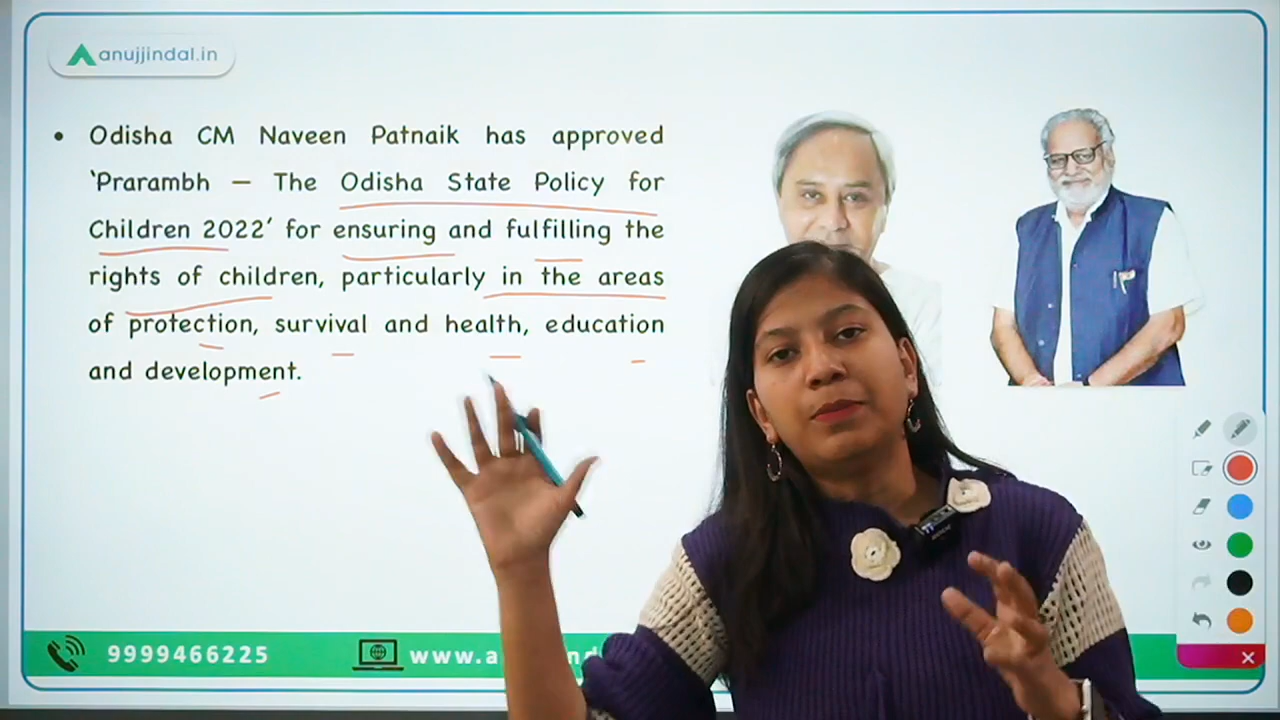 anujjindal.in
• Odisha CM Naveen Patnaik has approved
‘Prarambh – The Odisha State Policy for
Children 2022’ for ensuring and fulfilling the
rights of children, particularly in the areas
of protection, survival and health, education
and development.
9999466225
www.a